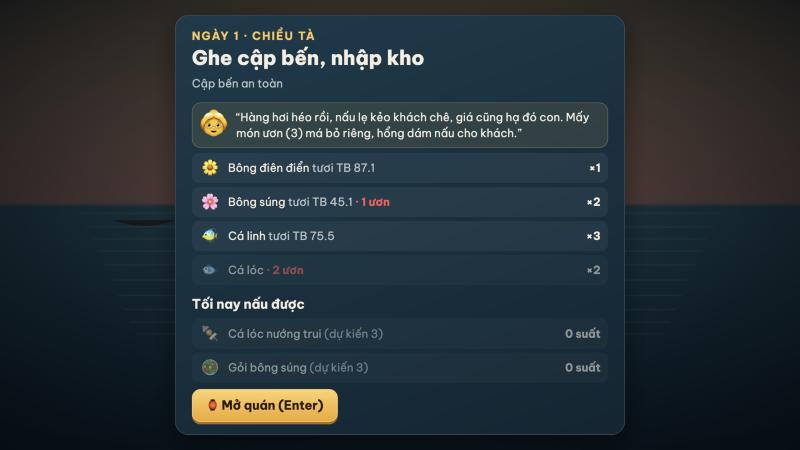 NGÀY 1 · CHIỀU TÀ
Ghe cập bến, nhập kho
Cập bến an toàn
“Hàng hơi héo rồi, nấu lẹ kẻo khách chê, giá cũng hạ đó con. Mấy
món ươn (3) má bỏ riêng, hổng dám nấu cho khách.”
Bông điên điển tươi TB 87.1 ×1
Bông súng tươi TB 45.1 · 1 ươn ×2
Cá linh tươi TB 75.5 ×3
Cá lóc · 2 ươn ×2
Tối nay nấu được
Cá lóc nướng trui (dự kiến 3) 0 suất
Gỏi bông súng (dự kiến 3) 0 suất
Mở quán (Enter)